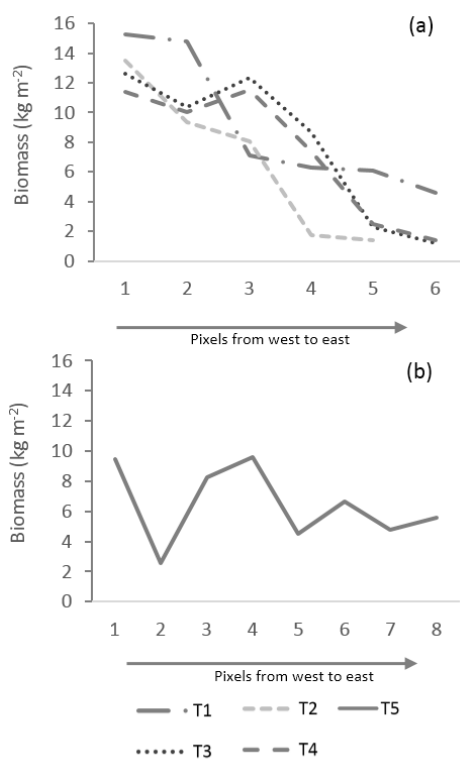 (a)
Biomass (kg m⁻²)
16
14
12
10
8
6
4
2
0
1 2 3 4 5 6
Pixels from west to east
(b)
Biomass (kg m⁻²)
16
14
12
10
8
6
4
2
0
1 2 3 4 5 6 7 8
Pixels from west to east
T1 T2 T5
T3 T4